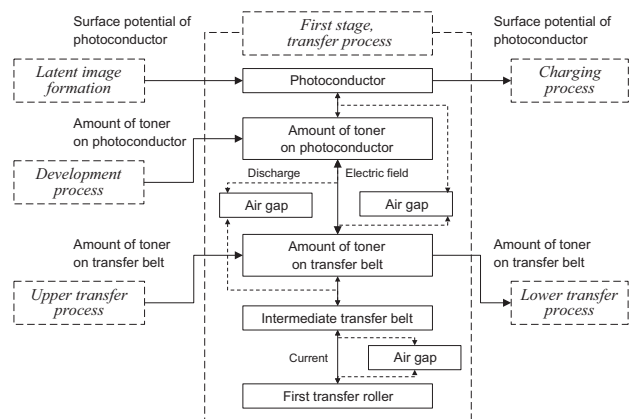 Surface potential of
photoconductor
First stage,
transfer process
Surface potential of
photoconductor
Latent image
formation
Photoconductor
Charging
process
Amount of toner
on photoconductor
Amount of toner
on photoconductor
Development
process
Discharge
Electric field
Air gap
Air gap
Amount of toner
on transfer belt
Amount of toner
on transfer belt
Amount of toner
on transfer belt
Upper transfer
process
Lower transfer
process
Intermediate transfer belt
Current
Air gap
First transfer roller